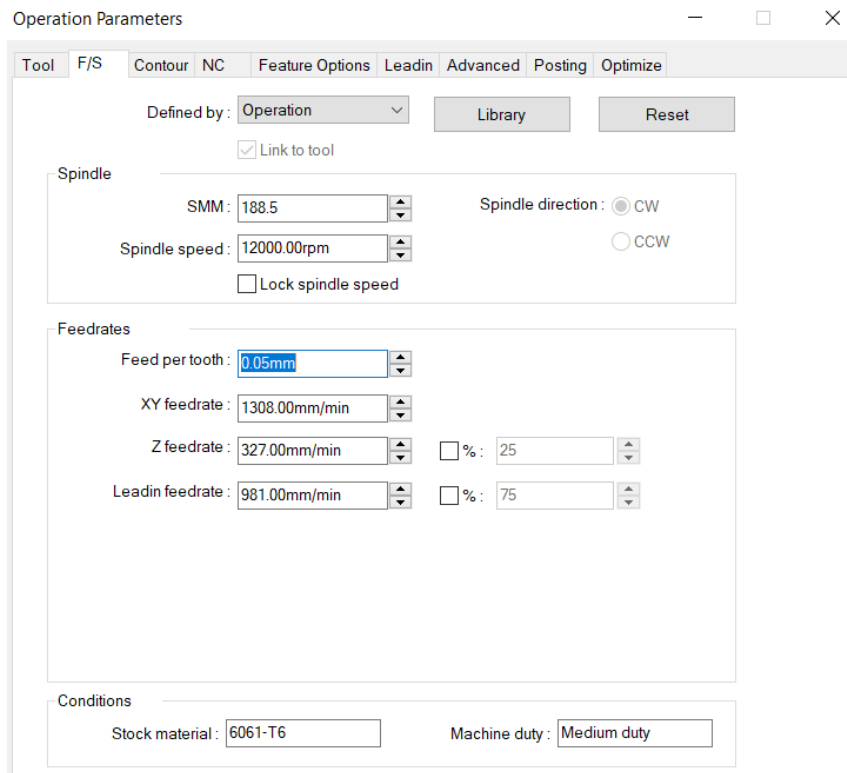 Operation Parameters
Tool F/S Contour NC Feature Options Leadin Advanced Posting Optimize
Defined by : Operation Library Reset
Link to tool
Spindle
SMM : 188.5 Spindle direction : CW
Spindle speed : 12000.00rpm CCW
Lock spindle speed
Feedrates
Feed per tooth : 0.05mm
XY feedrate : 1308.00mm/min
Z feedrate : 327.00mm/min % : 25
Leadin feedrate : 981.00mm/min % : 75
Conditions
Stock material : 6061-T6 Machine duty : Medium duty